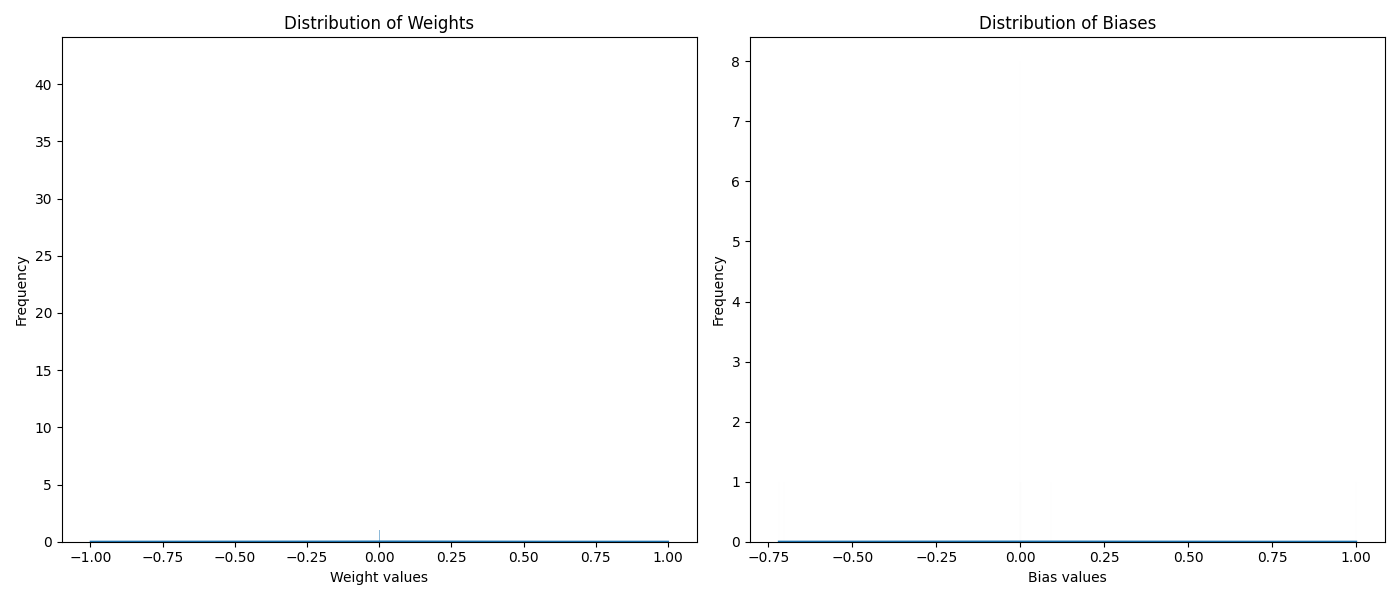 Distribution of Weights
Frequency
40
35
30
25
20
15
10
5
0
−1.00 −0.75 −0.50 −0.25 0.00 0.25 0.50 0.75 1.00
Weight values
Distribution of Biases
Frequency
8
7
6
5
4
3
2
1
0
−0.75 −0.50 −0.25 0.00 0.25 0.50 0.75 1.00
Bias values